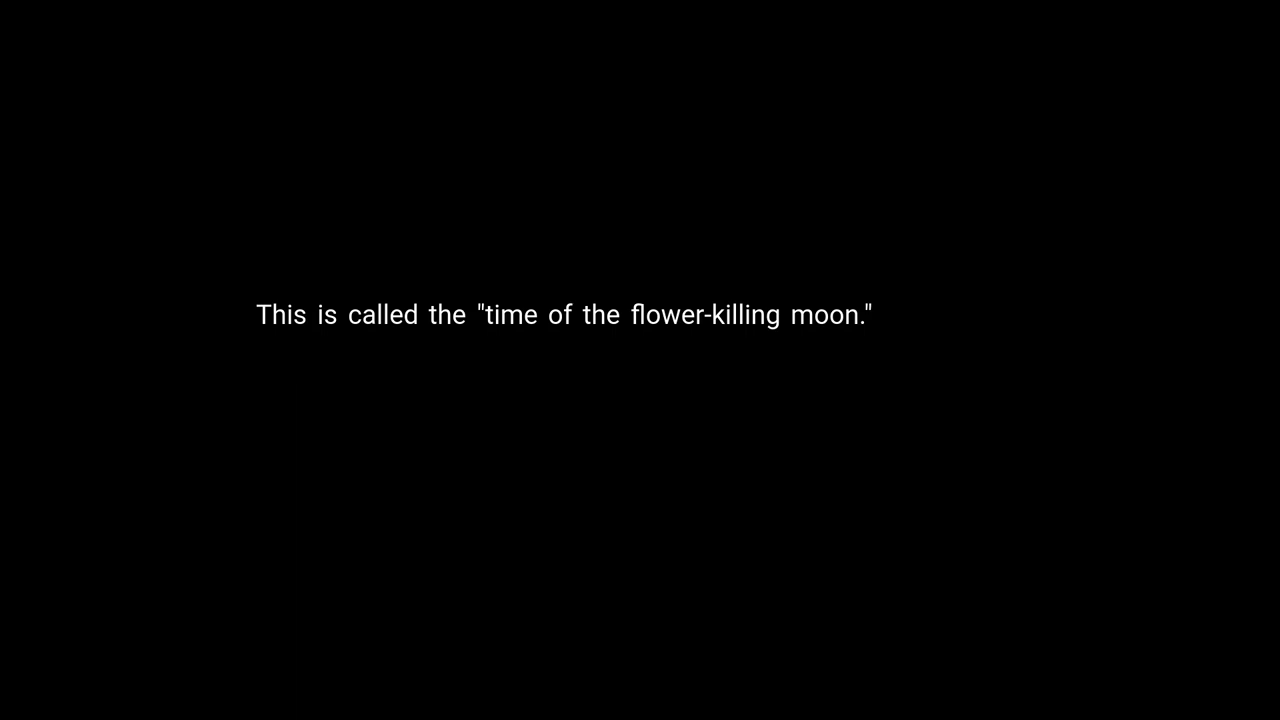 This is called the "time of the flower-killing moon."